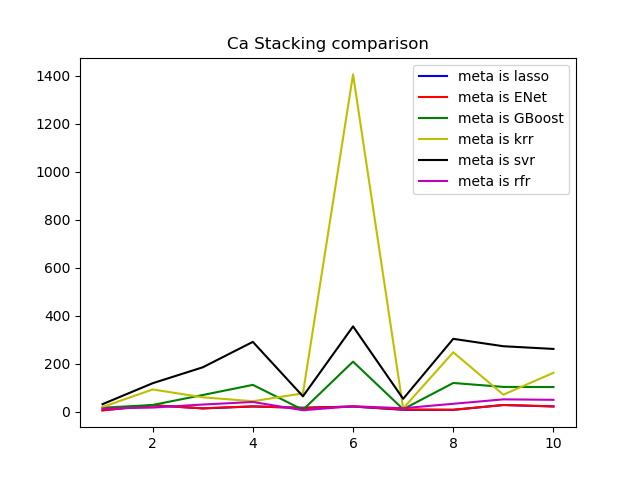 Ca Stacking comparison
1400
1200
1000
800
600
400
200
0
2
4
6
8
10
meta is lasso
meta is ENet
meta is GBoost
meta is krr
meta is svr
meta is rfr